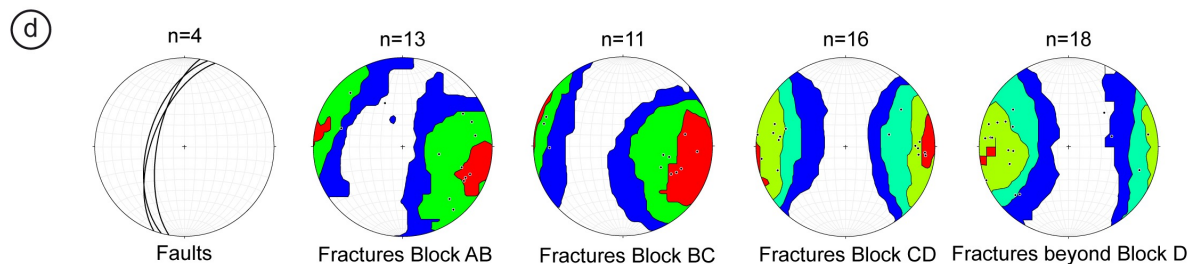 d
n=4
n=13
n=11
n=16
n=18
Faults
Fractures Block AB
Fractures Block BC
Fractures Block CD
Fractures beyond Block D